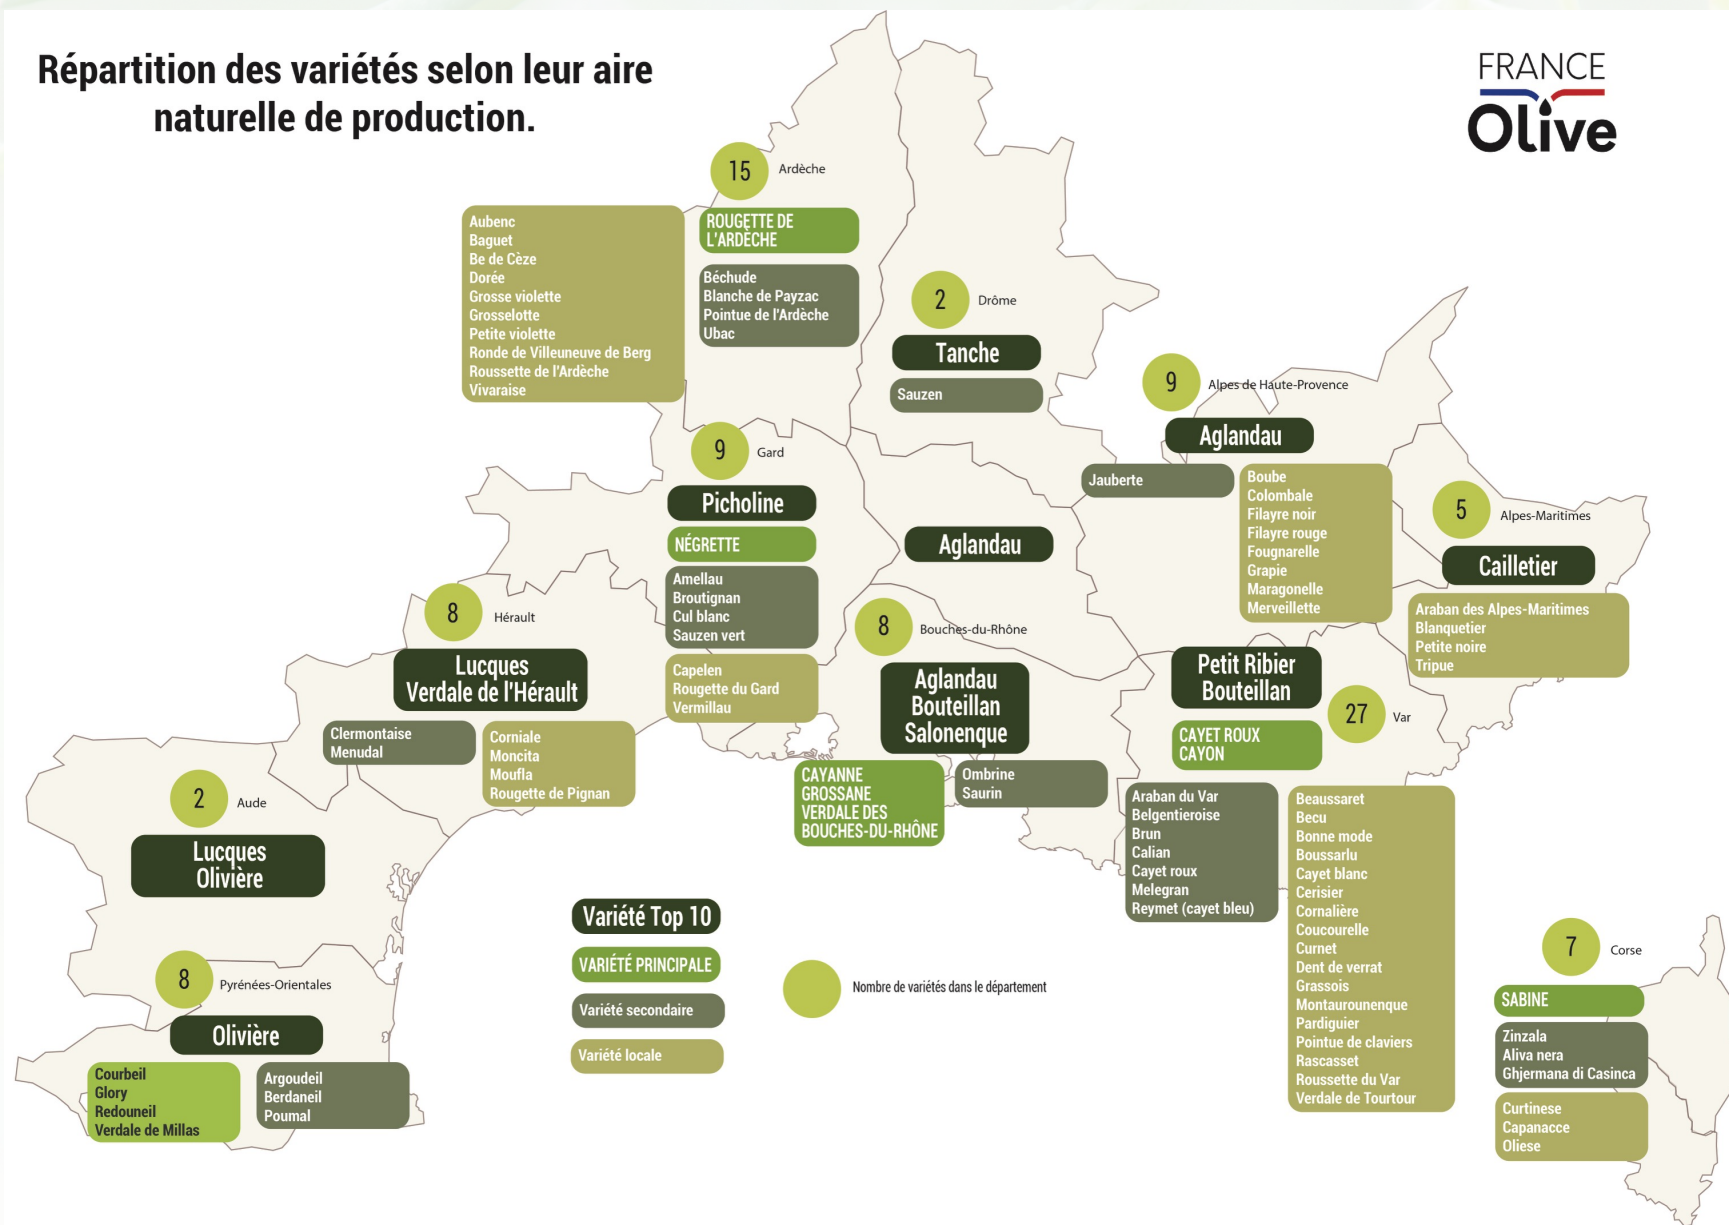 Répartition des variétés selon leur aire
naturelle de production.
FRANCE
Olive
15
Ardèche
Aubenc
Baguet
Be de Cèze
Dorée
Grosse violette
Grosselotte
Petite violette
Ronde de Villeuneuve de Berg
Roussette de l'Ardèche
Vivaraise
ROUGETTE DE
L'ARDÈCHE
Béchude
Blanche de Payzac
Pointue de l'Ardèche
Ubac
2
Drôme
Tanche
Sauzen
9
Alpes de Haute-Provence
Aglandau
Jauberte
Boube
Colombale
Filayre noir
Filayre rouge
Fougnarelle
Grapie
Maragonelle
Merveillette
9
Gard
Picholine
NÉGRETTE
Amellau
Broutignan
Cul blanc
Sauzen vert
Capelen
Rougette du Gard
Vermillau
Aglandau
5
Alpes-Maritimes
Cailletier
Araban des Alpes-Maritimes
Blanquetier
Petite noire
Tripue
8
Hérault
Lucques
Verdale de l'Hérault
Clermontaise
Menudal
Corniale
Moncita
Moufla
Rougette de Pignan
8
Bouches-du-Rhône
Aglandau
Bouteillan
Salonenque
CAYANNE
GROSSANE
VERDALE DES
BOUCHES-DU-RHÔNE
Ombrine
Saurin
Petit Ribier
Bouteillan
27
Var
CAYET ROUX
CAYON
Araban du Var
Belgentieroise
Brun
Calian
Cayet roux
Melegran
Reymet (cayet bleu)
Beaussaret
Becu
Bonne mode
Boussarlu
Cayet blanc
Cerisier
Cornalière
Coucourelle
Curnet
Dent de verrat
Grassois
Montaurounenque
Pardiguier
Pointue de claviers
Rascasset
Roussette du Var
Verdale de Tourtour
2
Aude
Lucques
Olivière
8
Pyrénées-Orientales
Olivière
Courbeil
Glory
Redouneil
Verdale de Millas
Argoudeil
Berdaneil
Poumal
Variété Top 10
VARIÉTÉ PRINCIPALE
Variété secondaire
Variété locale
Nombre de variétés dans le département
7
Corse
SABINE
Zinzala
Aliva nera
Ghjermana di Casinca
Curtinese
Capanacce
Oliese